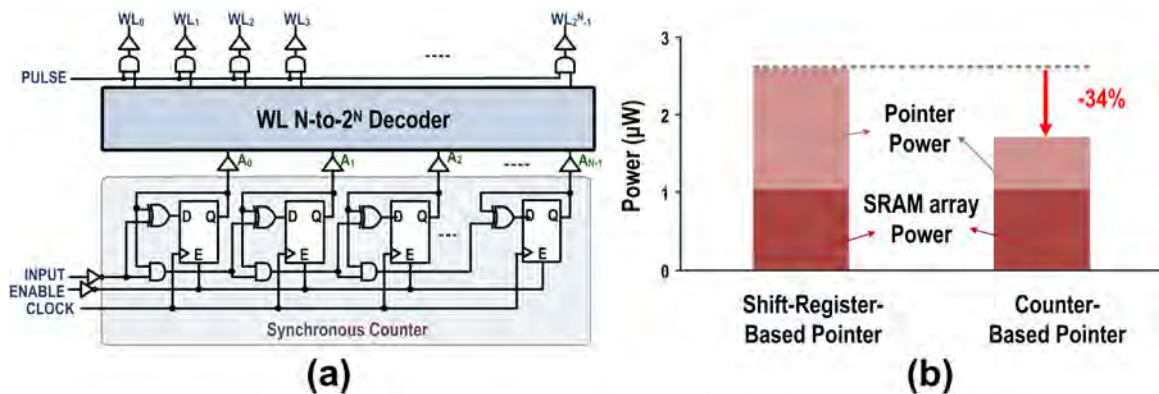 WL0 WL1 WL2 WL3 WL2N-1
PULSE
WL N-to-2N Decoder
A0 A1 A2 AN-1
D Q D Q D Q D Q
E E E E
INPUT
ENABLE
CLOCK
Synchronous Counter
(a)
3
2
1
0
Power (µW)
-34%
Pointer
Power
SRAM array
Power
Shift-Register-
Based Pointer
Counter-
Based Pointer
(b)